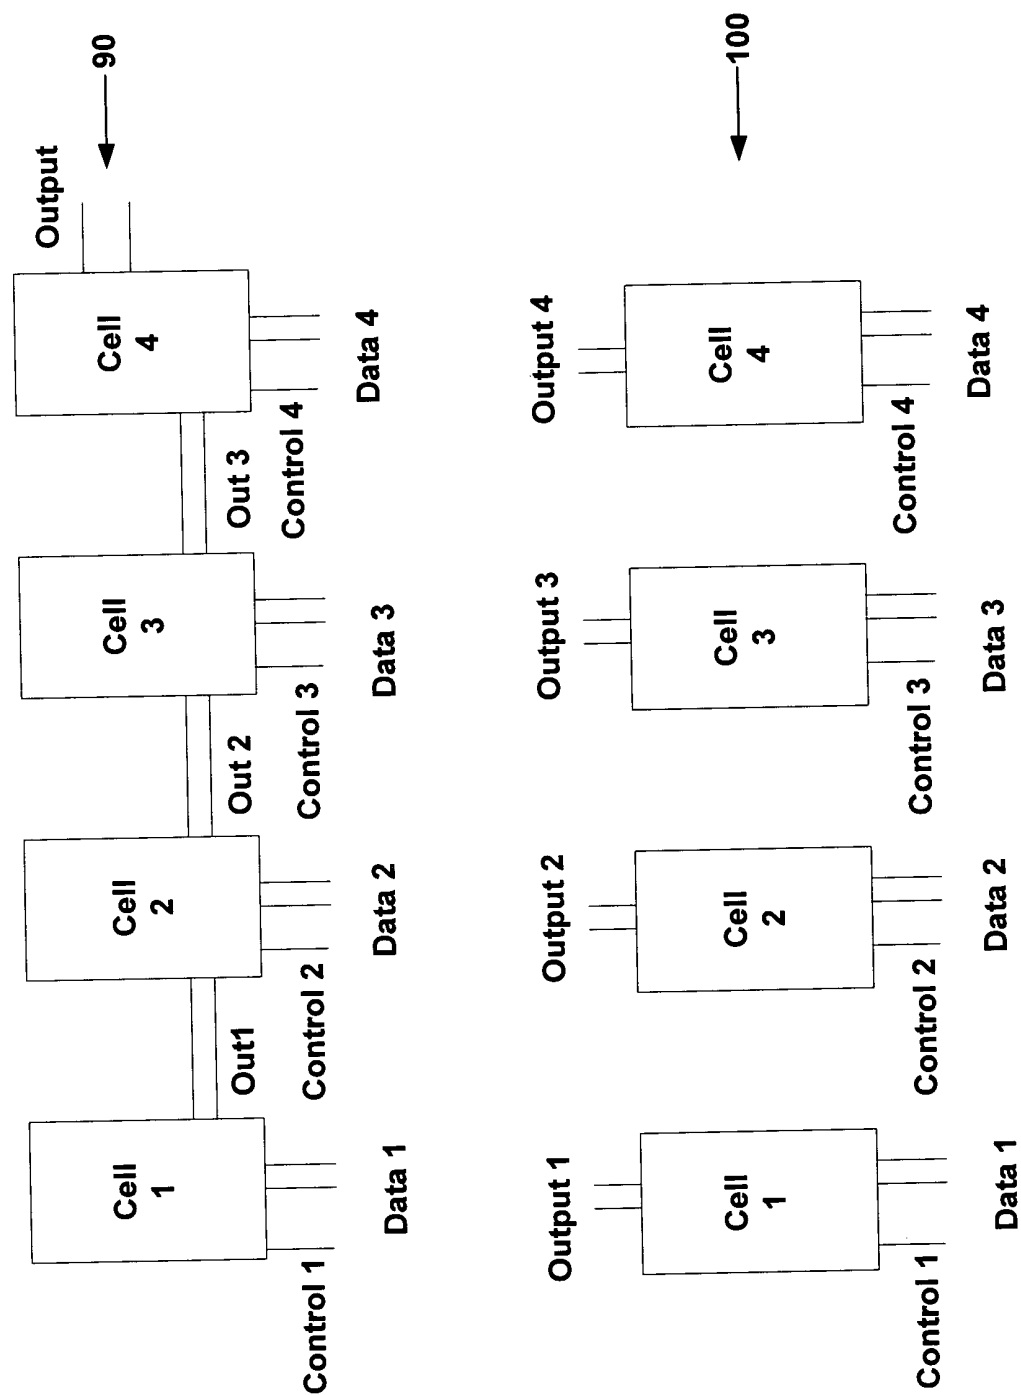 Output
90
Cell
1
Cell
2
Cell
3
Cell
4
Out1
Out 2
Out 3
Control 1
Control 2
Control 3
Control 4
Data 1
Data 2
Data 3
Data 4
100
Output 1
Output 2
Output 3
Output 4
Cell
1
Cell
2
Cell
3
Cell
4
Control 1
Control 2
Control 3
Control 4
Data 1
Data 2
Data 3
Data 4